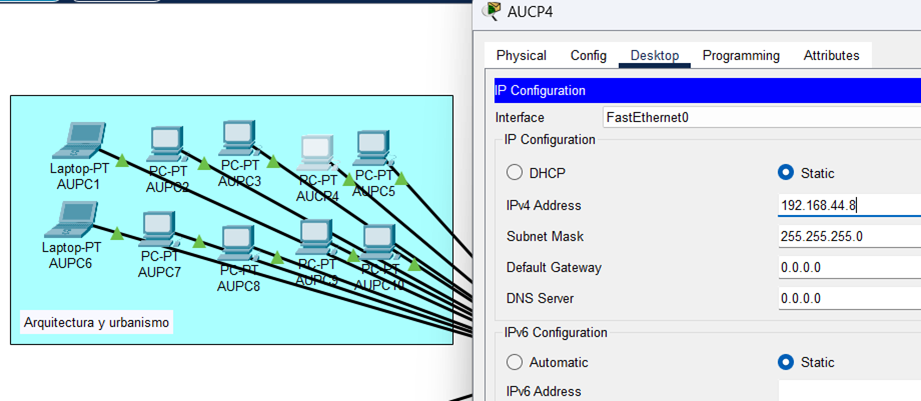 AUCP4
Physical Config Desktop Programming Attributes
IP Configuration
Interface FastEthernet0
IP Configuration
DHCP Static
IPv4 Address 192.168.44.8
Subnet Mask 255.255.255.0
Default Gateway 0.0.0.0
DNS Server 0.0.0.0
IPv6 Configuration
Automatic Static
IPv6 Address
Laptop-PT
AUPC1
PC-PT
AUPC2
PC-PT
AUPC3
PC-PT
AUCP4
PC-PT
AUPC5
Laptop-PT
AUPC6
PC-PT
AUPC7
PC-PT
AUPC8
PC-PT
AUPC9
PC-PT
AUPC10
Arquitectura y urbanismo